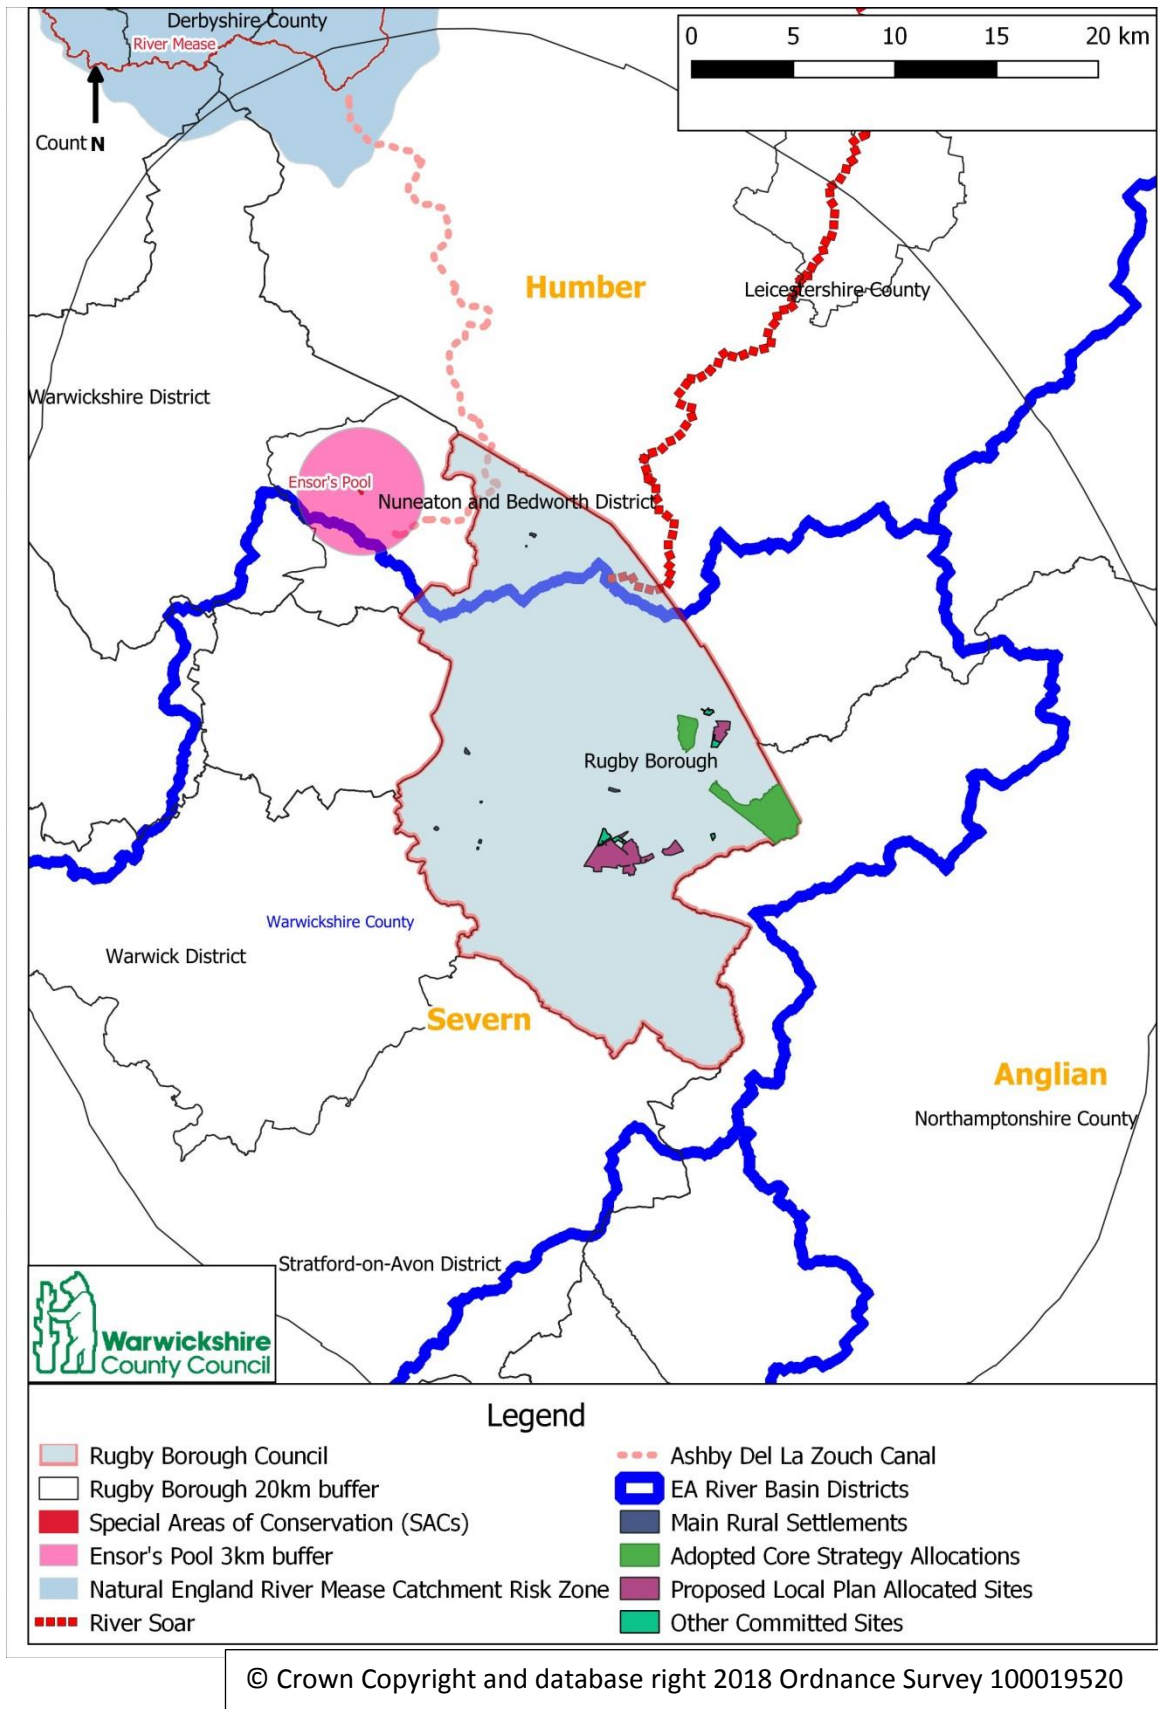 Derbyshire County
River Mease
0 5 10 15 20 km
Count N
Humber
Leicestershire County
Warwickshire District
Ensor's Pool
Nuneaton and Bedworth District
Rugby Borough
Warwickshire County
Warwick District
Severn
Anglian
Northamptonshire County
Stratford-on-Avon District
Warwickshire
County Council
Legend
Rugby Borough Council
Rugby Borough 20km buffer
Special Areas of Conservation (SACs)
Ensor's Pool 3km buffer
Natural England River Mease Catchment Risk Zone
River Soar
Ashby Del La Zouch Canal
EA River Basin Districts
Main Rural Settlements
Adopted Core Strategy Allocations
Proposed Local Plan Allocated Sites
Other Committed Sites
© Crown Copyright and database right 2018 Ordnance Survey 100019520